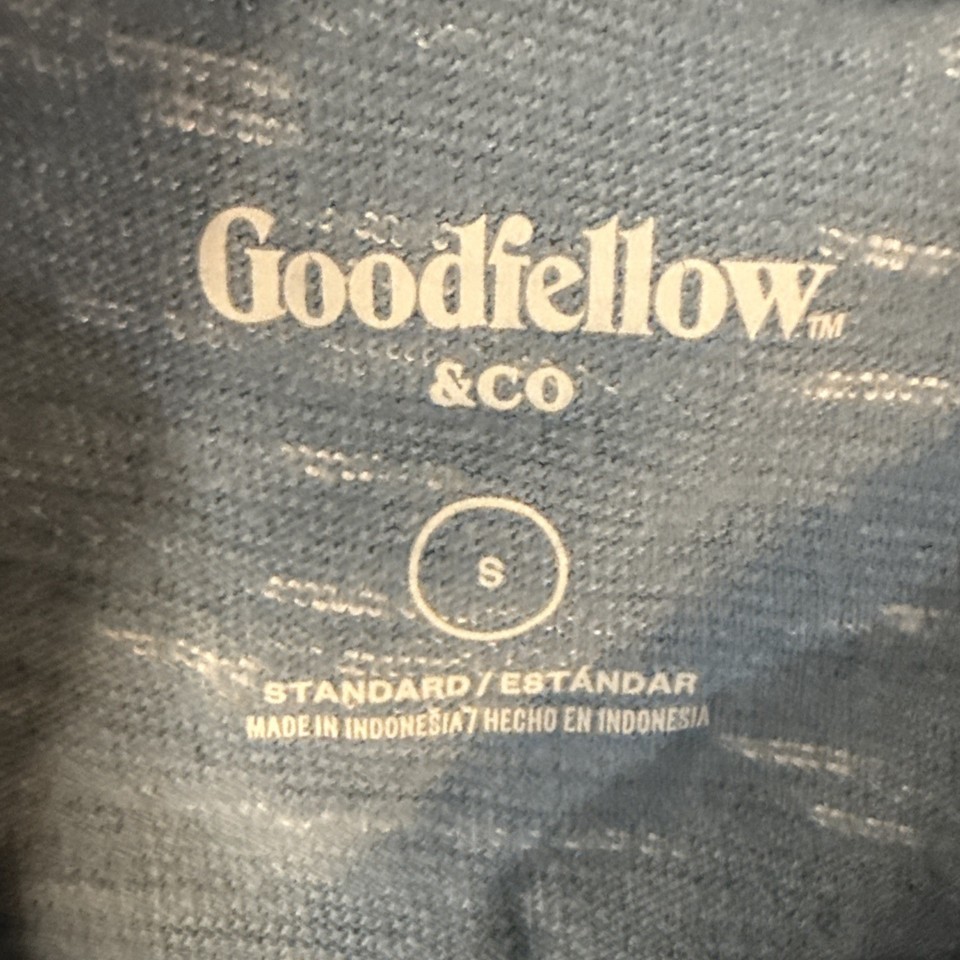 Goodfellow™
&CO
S
STANDARD / ESTÁNDAR
MADE IN INDONESIA / HECHO EN INDONESIA